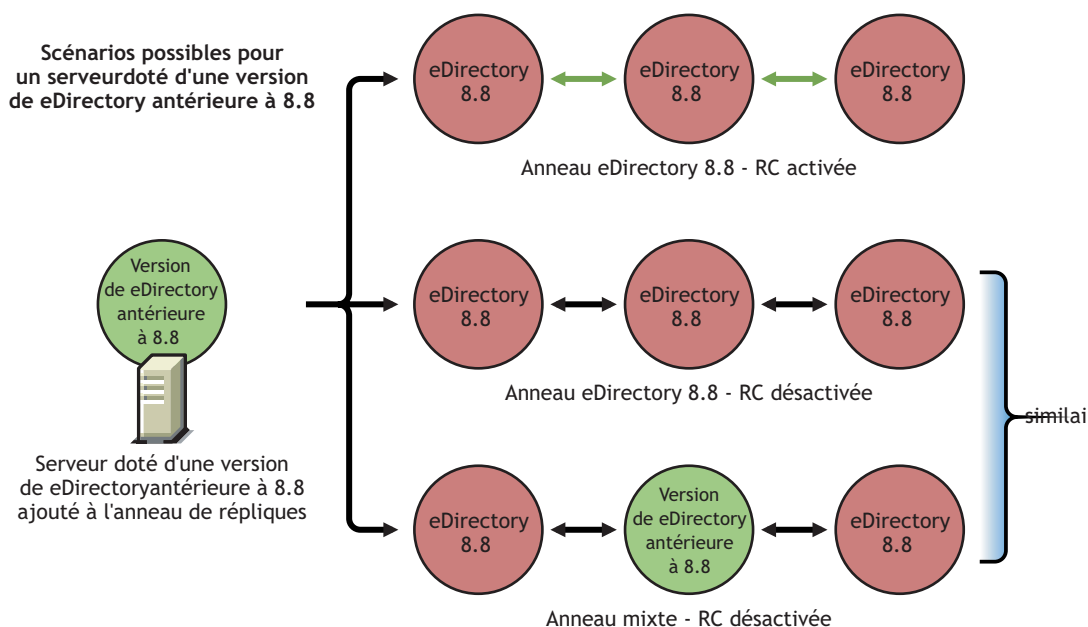 Scénarios possibles pour
un serveurdoté d'une version
de eDirectory antérieure à 8.8
eDirectory
8.8
eDirectory
8.8
eDirectory
8.8
Anneau eDirectory 8.8 - RC activée
Version
de eDirectory
antérieure
à 8.8
Serveur doté d'une version
de eDirectoryantérieure à 8.8
ajouté à l'anneau de répliques
eDirectory
8.8
eDirectory
8.8
eDirectory
8.8
Anneau eDirectory 8.8 - RC désactivée
similai
eDirectory
8.8
Version
de eDirectory
antérieure
à 8.8
eDirectory
8.8
Anneau mixte - RC désactivée